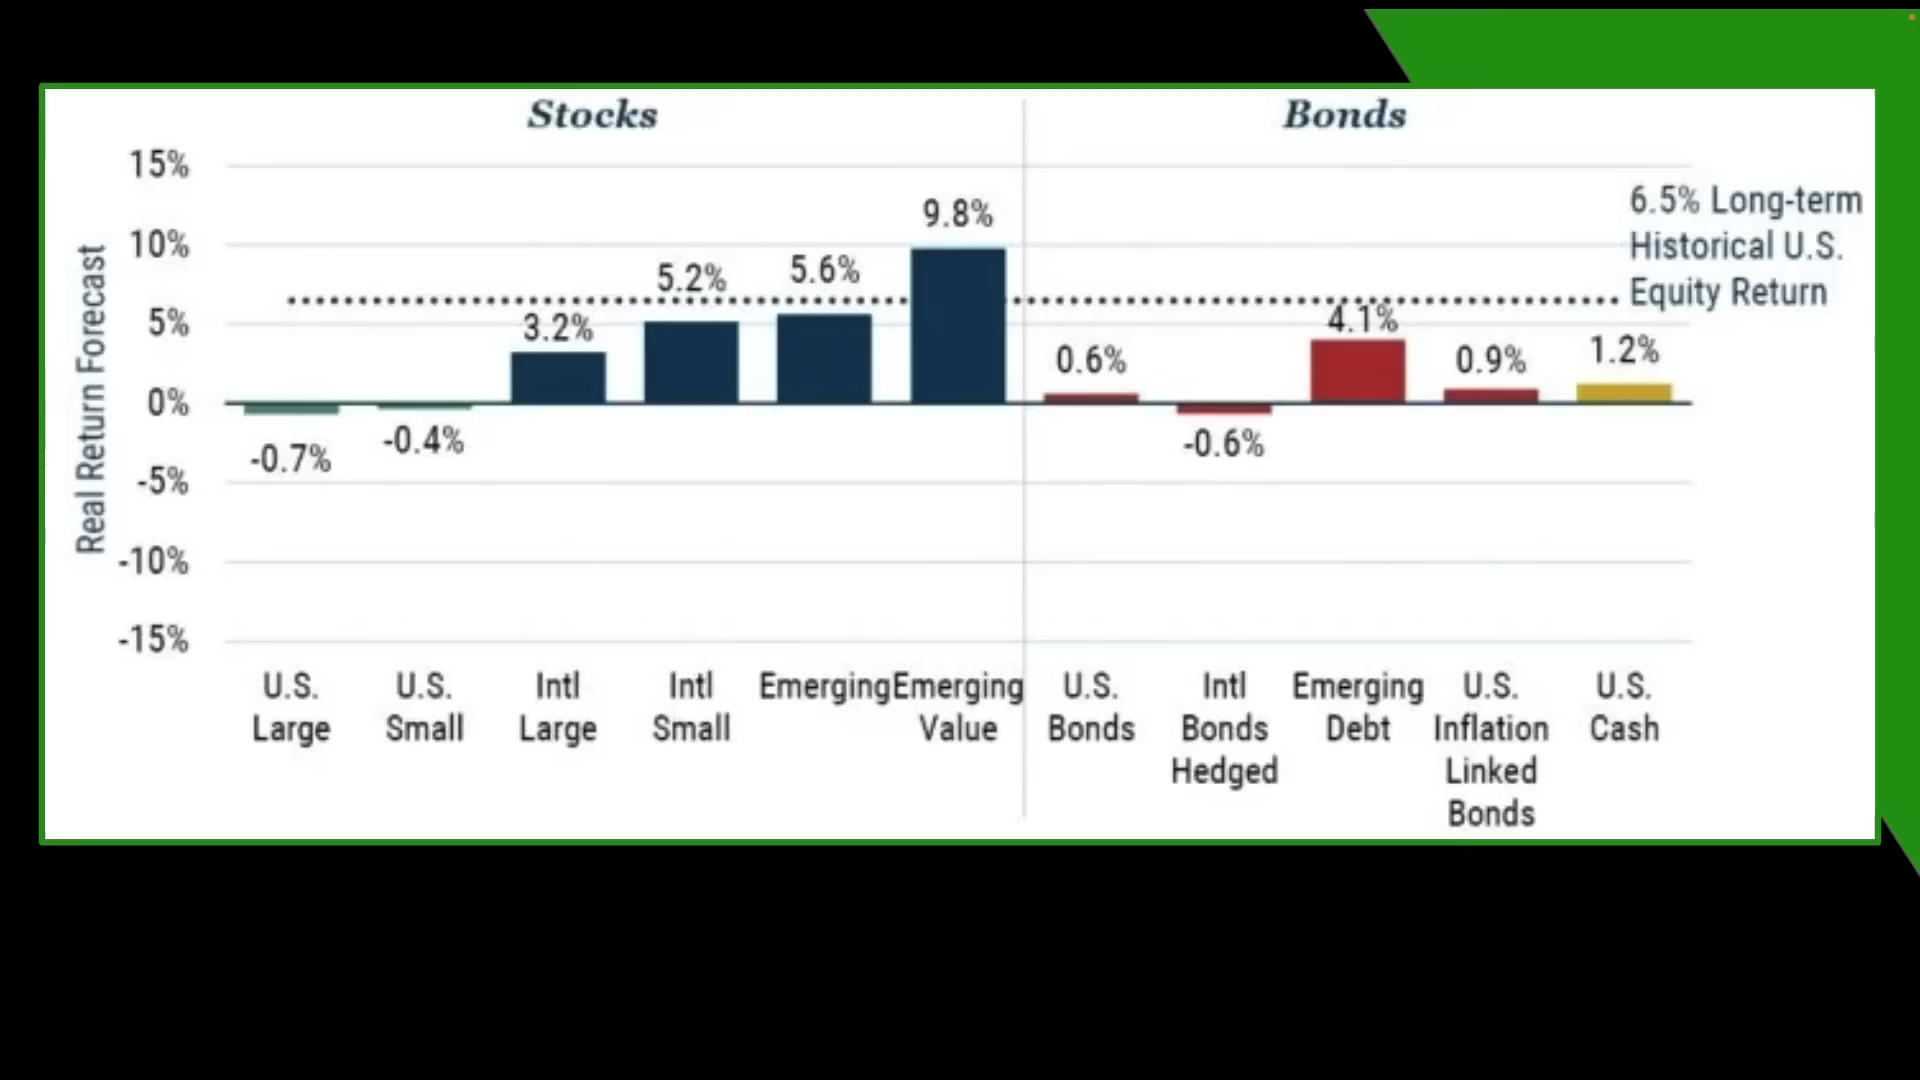 Stocks
Bonds
15%
10%
5%
0%
-5%
-10%
-15%
Real Return Forecast
-0.7%
-0.4%
3.2%
5.2%
5.6%
9.8%
0.6%
-0.6%
4.1%
0.9%
1.2%
6.5% Long-term
Historical U.S.
Equity Return
U.S.
Large
U.S.
Small
Intl
Large
Intl
Small
Emerging
Emerging
Value
U.S.
Bonds
Intl
Bonds
Hedged
Emerging
Debt
U.S.
Inflation
Linked
Bonds
U.S.
Cash